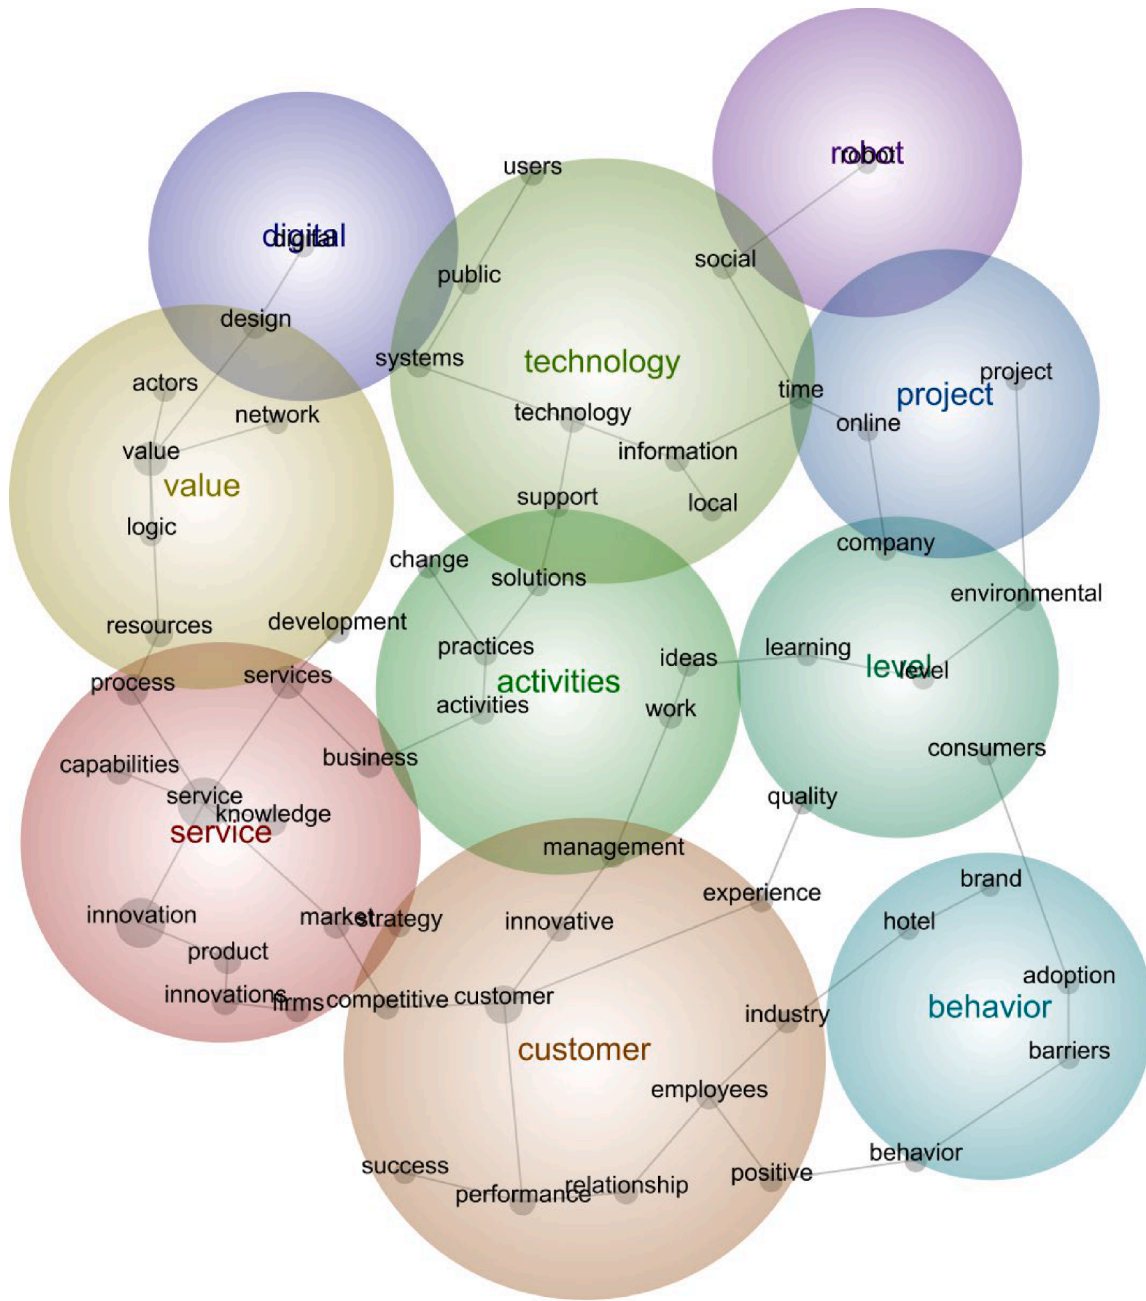 robot
robot
users
digital
digital
social
public
design
systems
technology
project
actors
time
project
network
technology
online
value
information
value
support
local
logic
company
change
solutions
environmental
resources
development
practices
learning
ideas
level
level
process
services
activities
activities
work
consumers
capabilities
business
service
quality
knowledge
service
management
brand
experience
innovation
market
strategy
innovative
hotel
product
adoption
innovations
firms
competitive
customer
industry
behavior
customer
barriers
employees
behavior
success
performance
relationship
positive